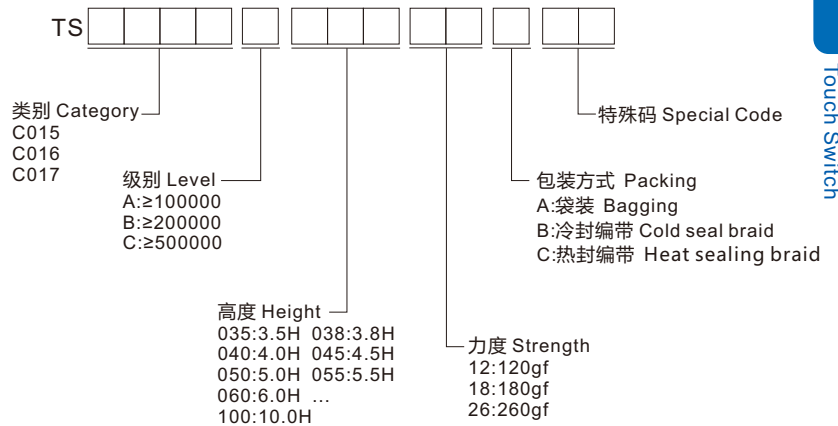 TS
类别 Category
C015
C016
C017
级别 Level
A:≥100000
B:≥200000
C:≥500000
高度 Height
035:3.5H 038:3.8H
040:4.0H 045:4.5H
050:5.0H 055:5.5H
060:6.0H ...
100:10.0H
力度 Strength
12:120gf
18:180gf
26:260gf
包装方式 Packing
A:袋装 Bagging
B:冷封编带 Cold seal braid
C:热封编带 Heat sealing braid
特殊码 Special Code
Touch Switch